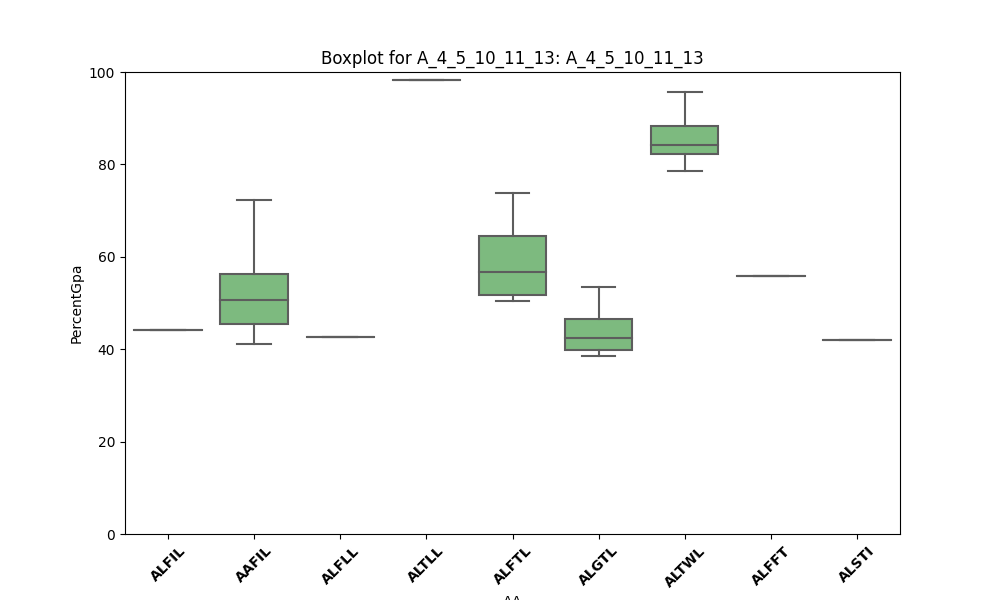 Boxplot for A_4_5_10_11_13: A_4_5_10_11_13
100
80
60
40
20
0
PercentGpa
ALFIL
AAFIL
ALFLL
ALTLL
ALFTL
ALGTL
ALTWL
ALFFT
ALSTI
AA